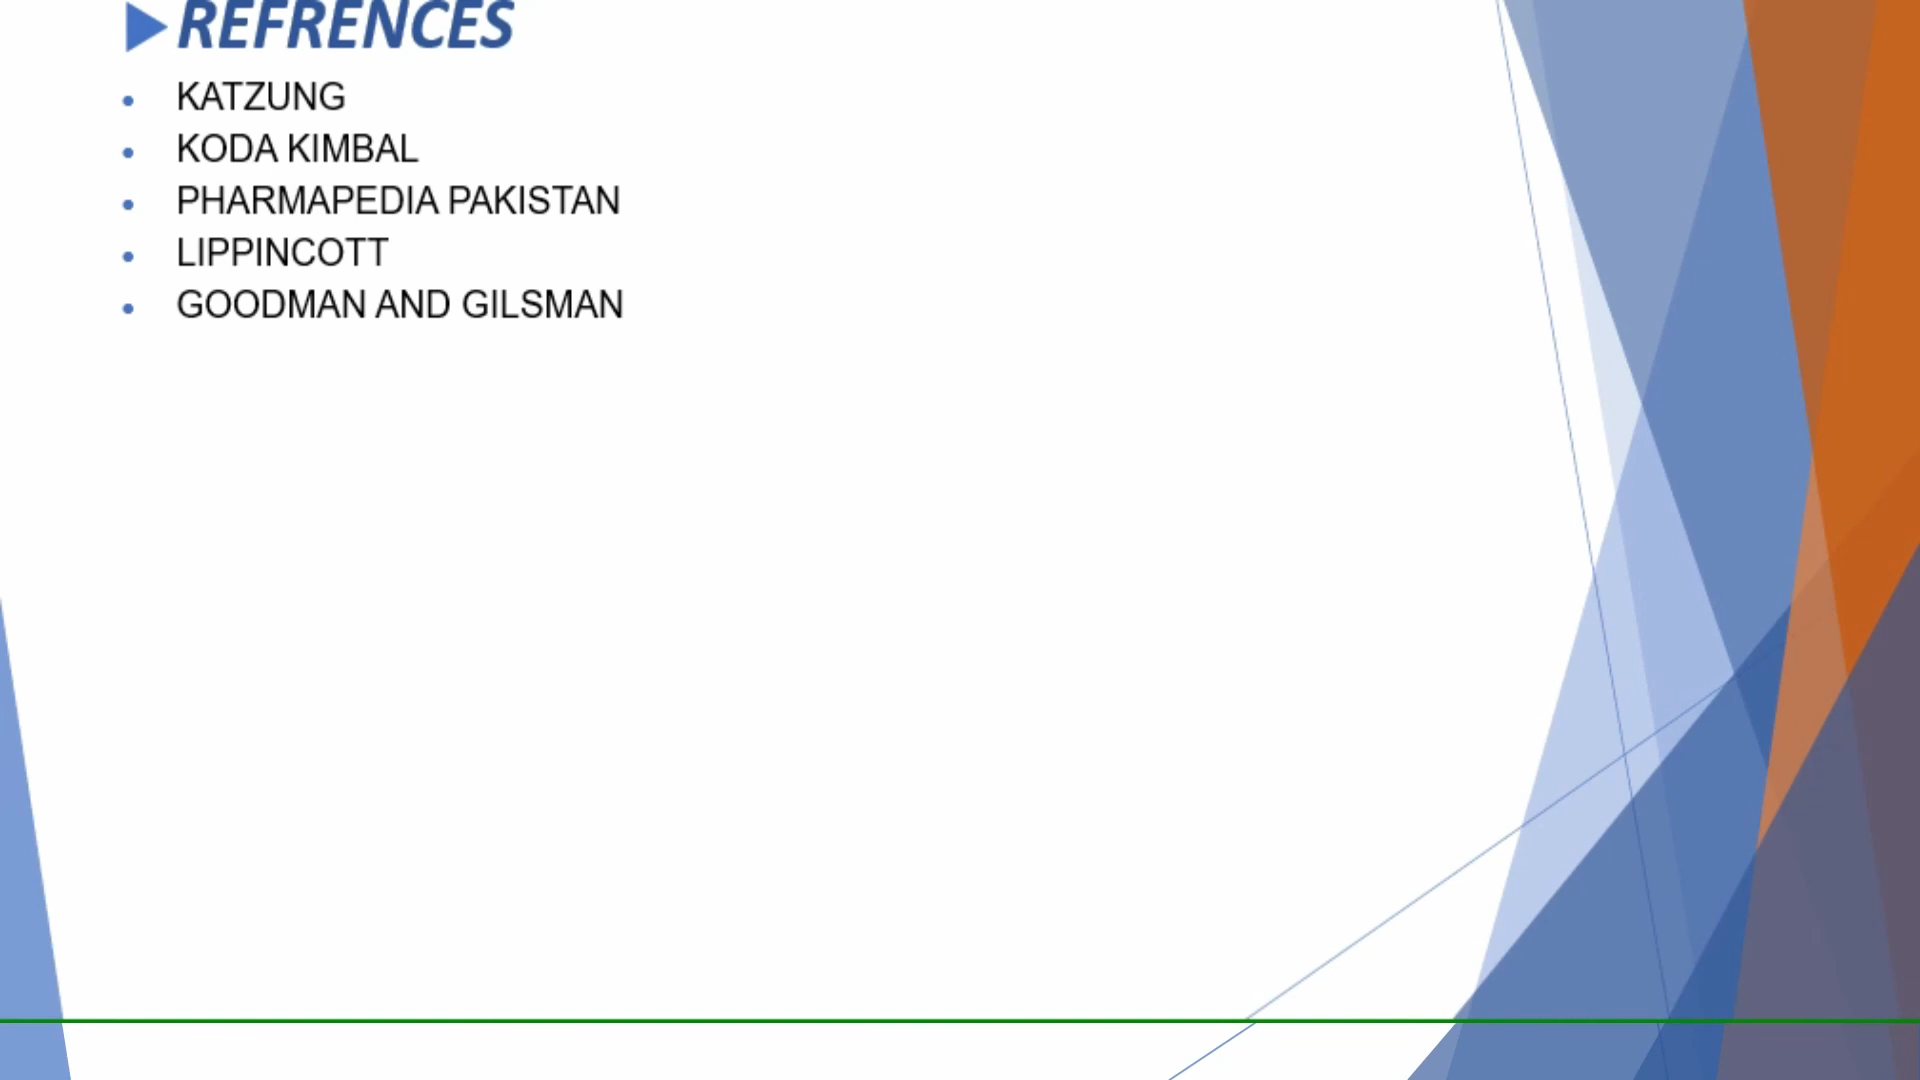 REFRENCES
KATZUNG
KODA KIMBAL
PHARMAPEDIA PAKISTAN
LIPPINCOTT
GOODMAN AND GILSMAN